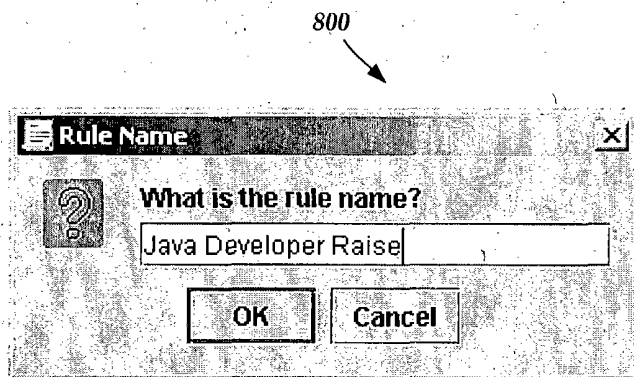 800
Rule Name
What is the rule name?
Java Developer Raise
OK Cancel